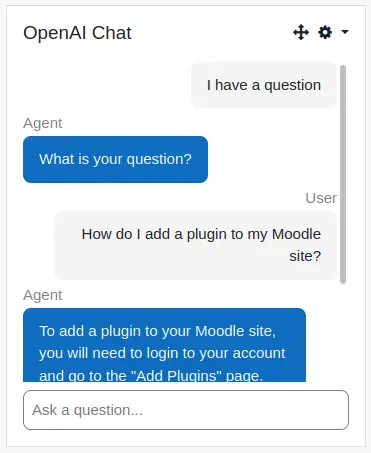 OpenAI Chat
I have a question
Agent
What is your question?
User
How do I add a plugin to my Moodle
site?
Agent
To add a plugin to your Moodle site,
you will need to login to your account
and go to the "Add Plugins" page.
Ask a question...